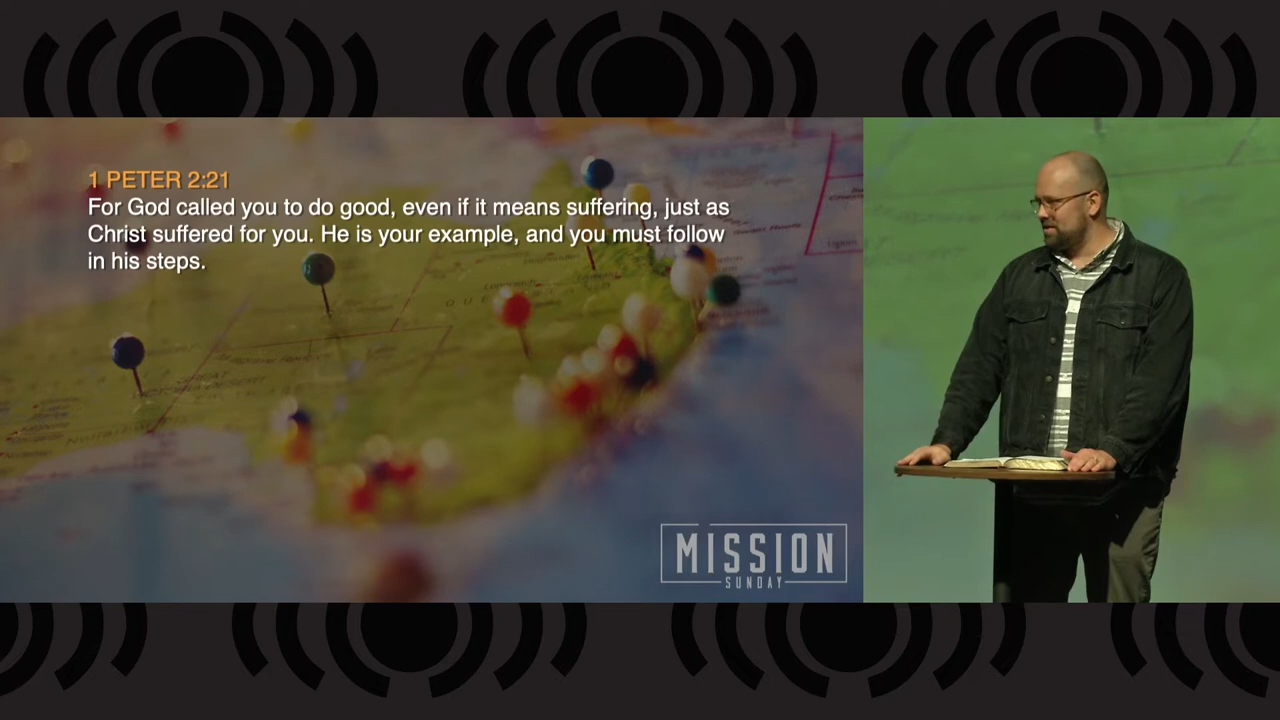 1 PETER 2:21
For God called you to do good, even if it means suffering, just as
Christ suffered for you. He is your example, and you must follow
in his steps.
MISSION
SUNDAY